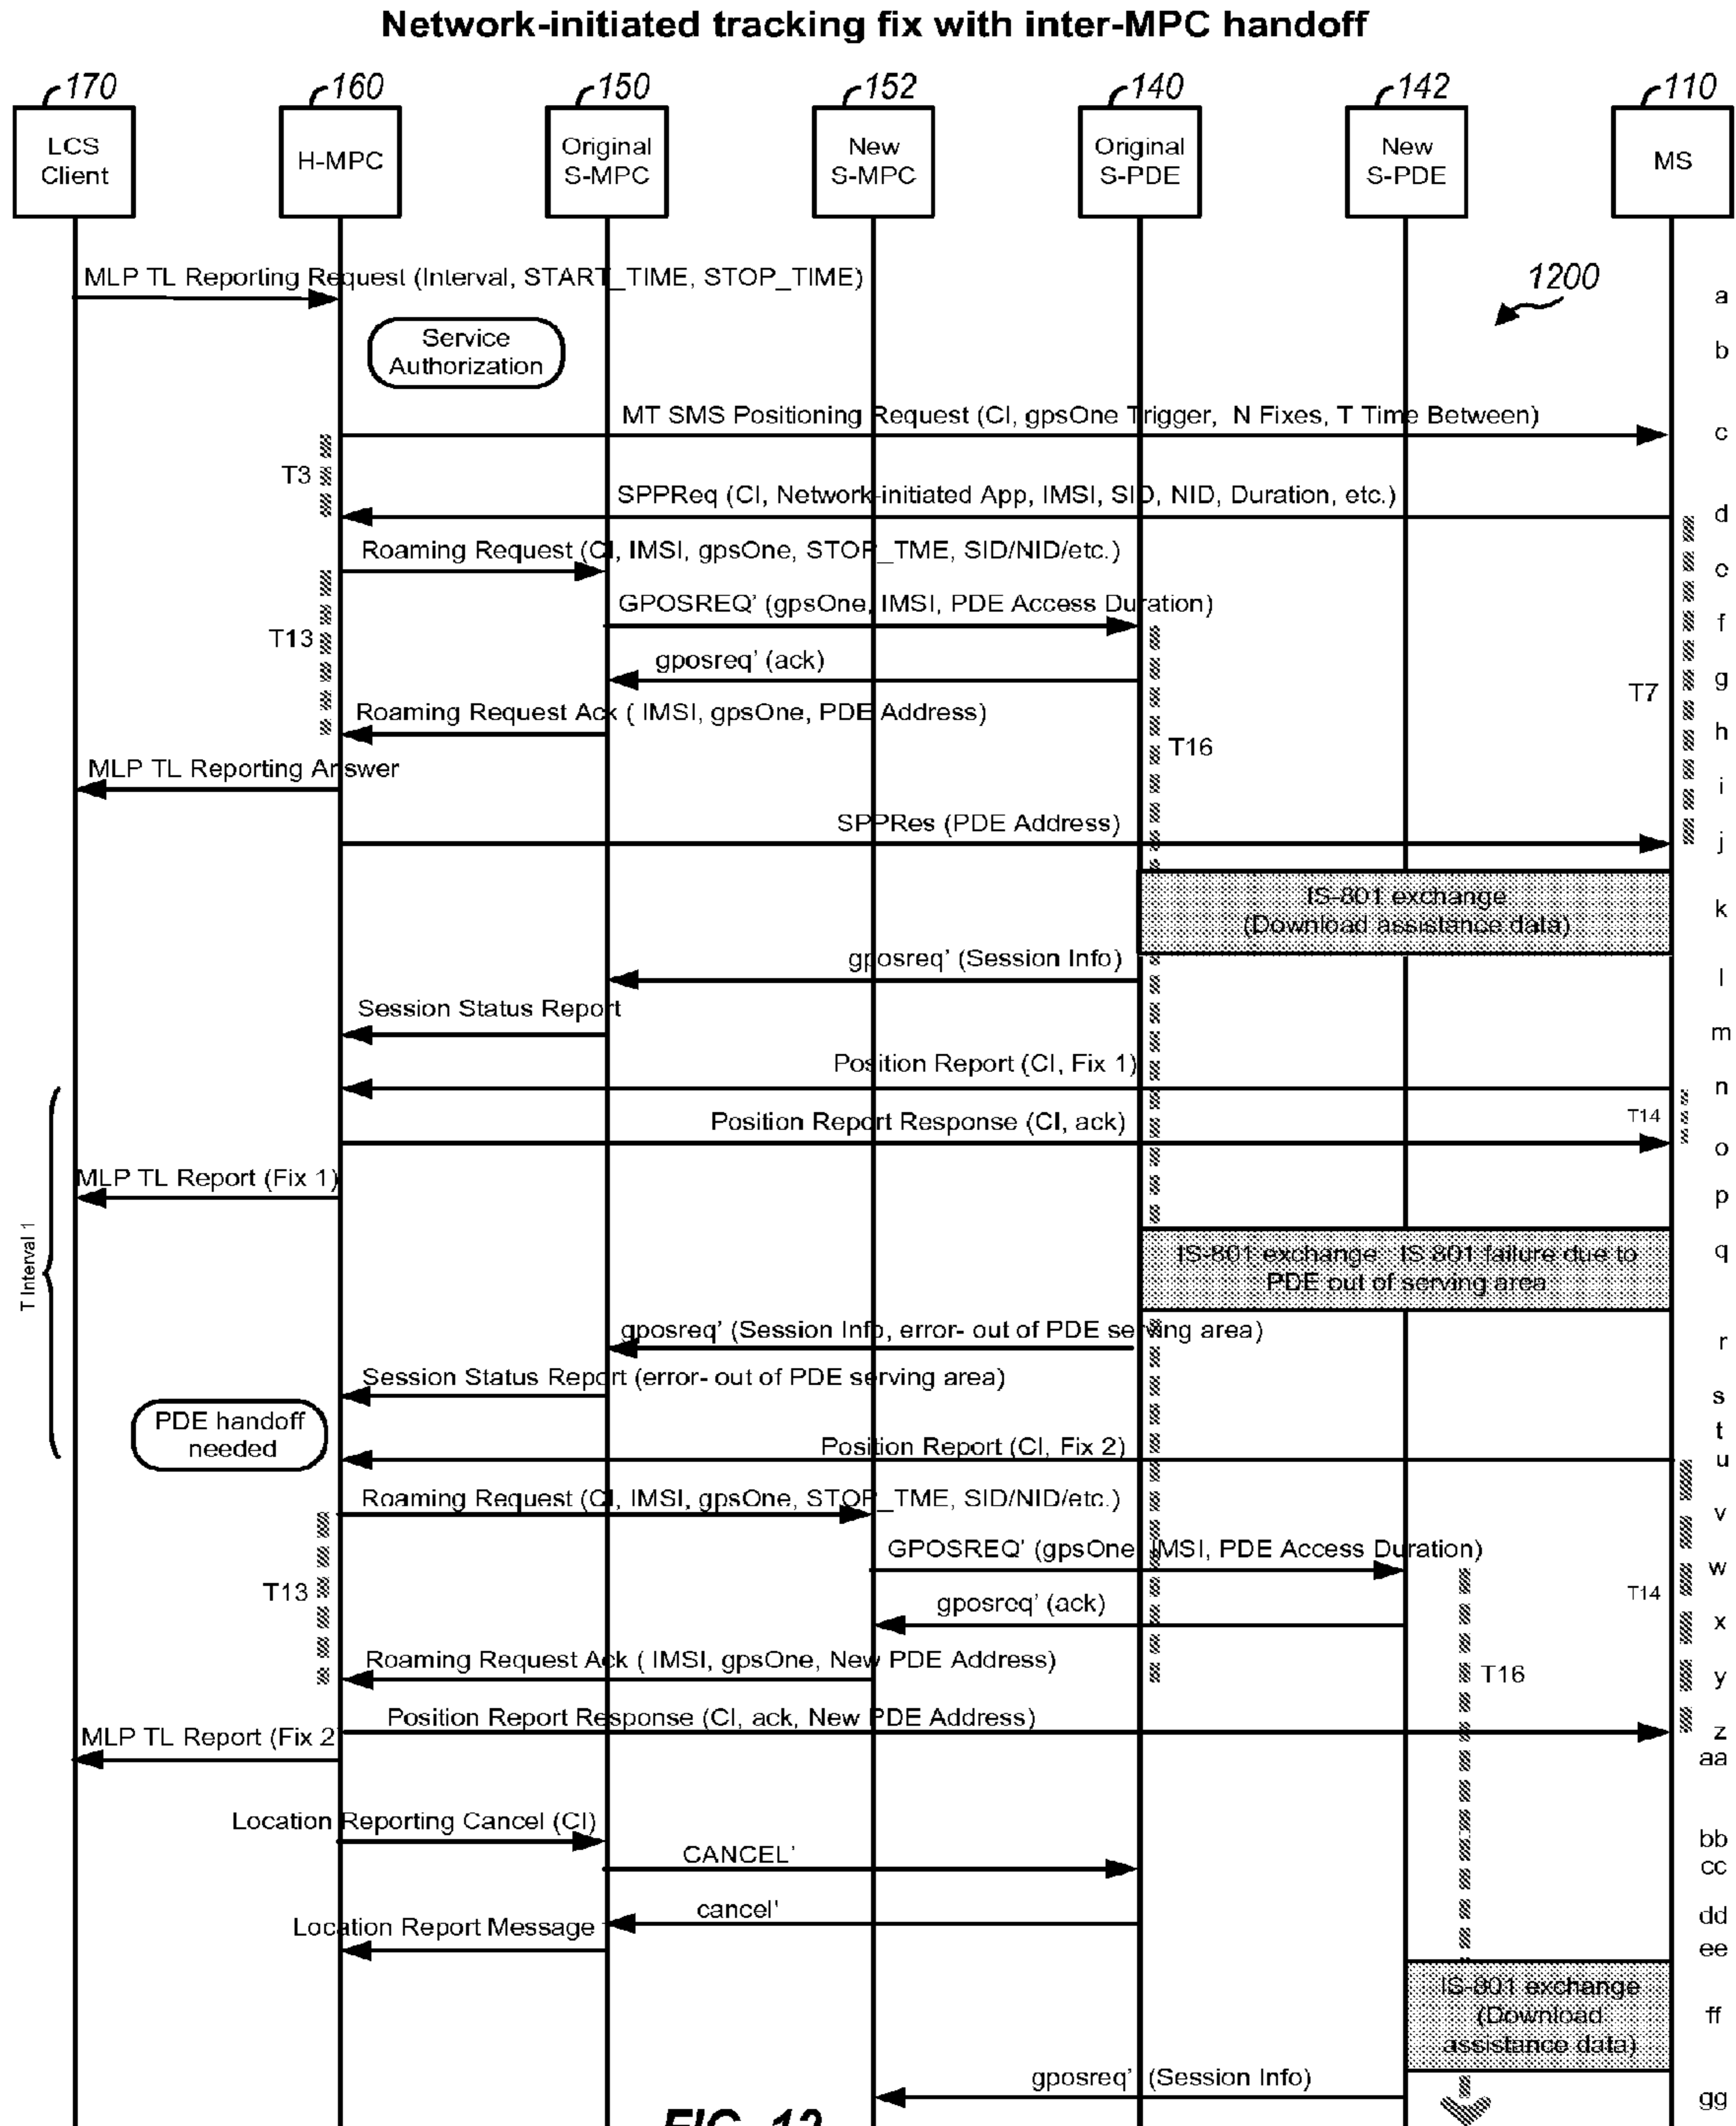 Network-initiated tracking fix with inter-MPC handoff
170
160
150
152
140
142
110
LCS
Client
H-MPC
Original
S-MPC
New
S-MPC
Original
S-PDE
New
S-PDE
MS
MLP TL Reporting Request (Interval, START_TIME, STOP_TIME)
1200
a
Service
Authorization
b
MT SMS Positioning Request (CI, gpsOne Trigger, N Fixes, T Time Between)
c
T3
SPPReq (CI, Network-initiated App, IMSI, SID, NID, Duration, etc.)
d
Roaming Request (CI, IMSI, gpsOne, STOP_TME, SID/NID/etc.)
e
GPOSREQ' (gpsOne, IMSI, PDE Access Duration)
f
T13
gposreq' (ack)
g
T7
Roaming Request Ack ( IMSI, gpsOne, PDE Address)
h
T16
MLP TL Reporting Answer
i
SPPRes (PDE Address)
j
IS-801 exchange
(Download assistance data)
k
gposreq' (Session Info)
l
Session Status Report
m
Position Report (CI, Fix 1)
n
Position Report Response (CI, ack)
T14
o
MLP TL Report (Fix 1)
p
T Interval 1
IS-801 exchange : IS 801 failure due to
PDE out of serving area
q
gposreq' (Session Info, error- out of PDE serving area)
r
Session Status Report (error- out of PDE serving area)
s
PDE handoff
needed
t
Position Report (CI, Fix 2)
u
Roaming Request (CI, IMSI, gpsOne, STOP_TME, SID/NID/etc.)
v
GPOSREQ' (gpsOne, IMSI, PDE Access Duration)
w
T13
T14
gposreq' (ack)
x
Roaming Request Ack ( IMSI, gpsOne, New PDE Address)
T16
y
Position Report Response (CI, ack, New PDE Address)
z
MLP TL Report (Fix 2
aa
Location Reporting Cancel (CI)
bb
CANCEL'
cc
cancel'
dd
Location Report Message
ee
IS-801 exchange
(Download
assistance data)
ff
gposreq' (Session Info)
gg
FIG. 12